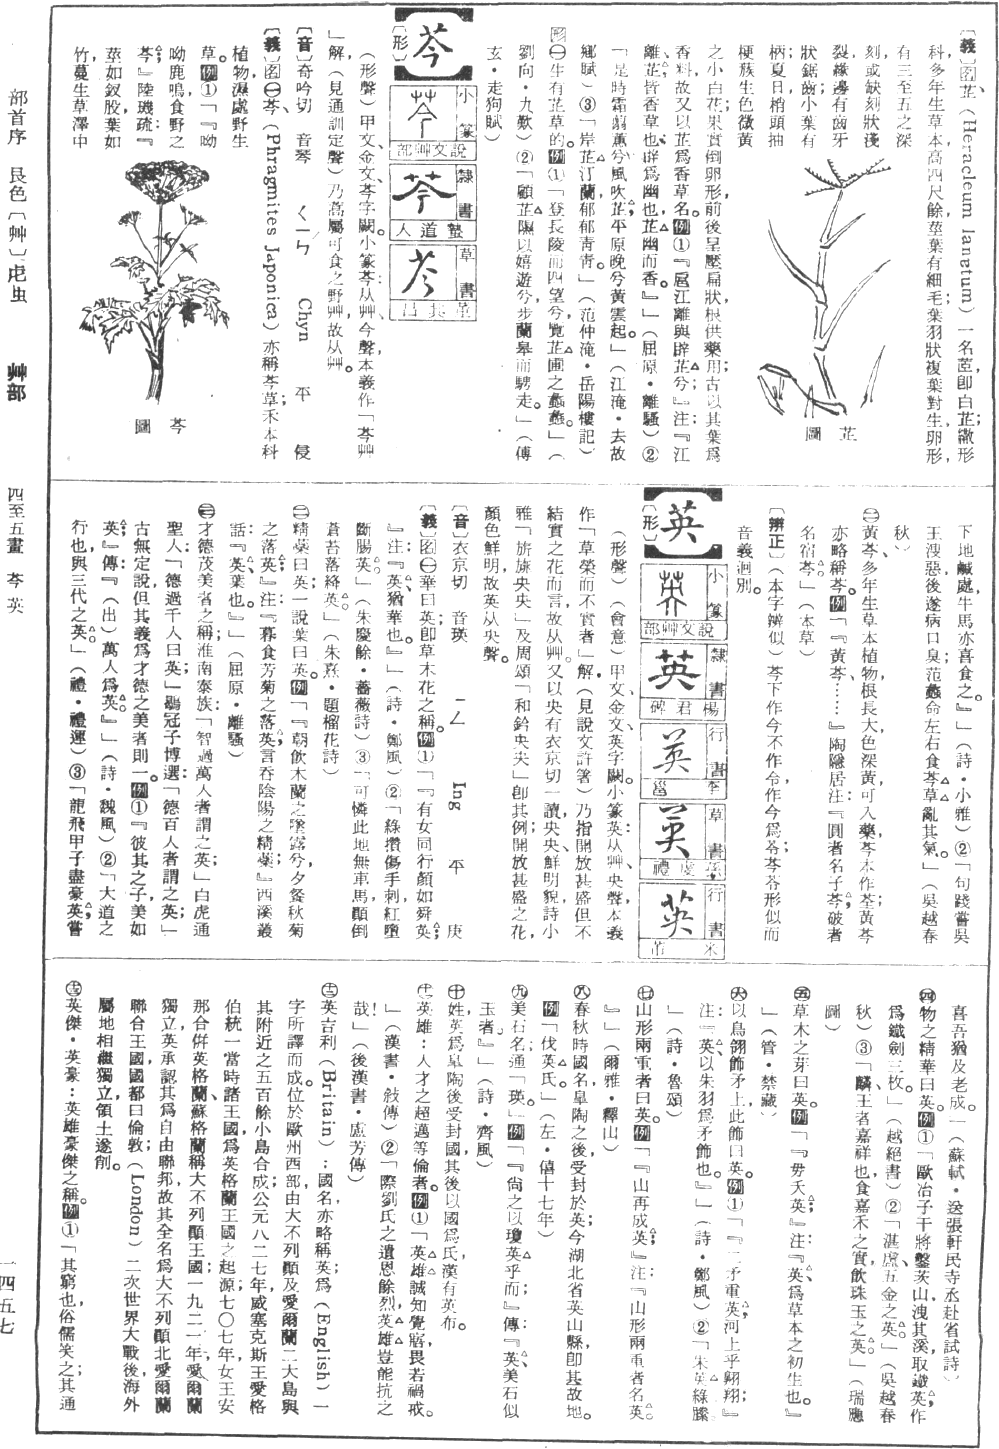 〔義〕囝芷、(Heracleum lanatum)一名茝、卽白芷；繖形
科、多年生草本、高四尺餘、莖葉有細毛、葉羽狀複葉、對生、卵形、
有三至五之深
刻或缺刻、狀淺
裂、緣邊有齒牙
狀鋸齒、小葉有
柄；夏日梢頭抽
梗、簇生色微黃
之小白花；果實倒卵形、前後呈壓扁狀；根供藥用；古以其葉爲
香料、故又以芷爲香草名。例①『扈江離與辟芷兮』注『江
離、芷、皆香草也；辟爲幽也、芷幽而香。』」(屈原・離騷)②
「是時霜翦蕙兮風吹芷；平原晚兮黃雲起。」(江淹・去故
鄉賦)③「岸芷汀蘭、郁郁靑靑。」(范仲淹・岳陽樓記)
㊀生有芷草的。例①「登長陵而四望兮、覽芷圃之蠡蠡。」(
劉向・九歎)②「顧芷隰以嬉遊兮、步蘭皋而騁走。」(傅
玄・走狗賦)
芷圖
芩
〔形〕
小篆
說文艸部
隸書
螫道人
草書
董其昌
(形聲)甲文、金文、芩字闕。小篆芩、从艸、今聲、本義作「芩艸
」解(見通訓定聲)乃蒿屬可食之野艸、故从艸。
〔音〕奇吟切 音琴 ㄑㄧㄣ Chyn 平 侵
〔義〕囝㊀芩、(Phragmites Japonica)亦稱芩草；禾本科
植物、濕處野生
草。例①「『呦
呦鹿鳴、食野之
芩；』陸璣疏：『
莖如釵股、葉如
竹、蔓生草澤中
芩圖
下地鹹處、牛馬亦喜食之。』」(詩・小雅)②「句踐嘗吳
王溲惡後、遂病口臭、范蠡命左右食芩草、亂其氣。」(吳越春
秋)
㊁黃芩、多年生草本植物、根長大、色深黃、可入藥；芩本作荃；黃芩
亦略稱芩。例「『黃芩……』陶隱居注：『圓者名子芩、破者
名宿芩。』」(本草)
〔辨正〕(本字辨似)芩下作今不作令、作今爲芩；芩苓形似而
音義迥別。
英
〔形〕
小篆
說文艸部
隸書
楊君碑
行書
李邕
草書
孫虔禮
行書
米芾
(形聲)(會意)甲文、金文、英字闕。小篆英：从艸、央聲、本義
作「草榮而不實者」解(見說文許箸)乃指開放甚盛但不
結實之花而言、故从艸。又以央有衣京切一讀、央央、鮮明貌；詩小
雅「旂旐央央」及周頌「和鈴央央」卽其例；開放甚盛之花、
顏色鮮明、故英从央聲。
〔音〕衣京切 音瑛 ㄧㄥ Ing 平 庚
〔義〕囝㊀華曰英；卽草木花之稱。例①「『有女同行、顏如舜英；
』注：『英、猶華也。』」(詩・鄭風)②「綠攢傷手刺、紅墮
斷腸英。」(朱慶餘・薔薇詩)③「可憐此地無車馬、顚倒
蒼苔落絳英。」(朱熹・題榴花詩)
㊁精蘂曰英；一說葉曰英。例「『朝飮木蘭之墜露兮、夕餐秋菊
之落英；』注：『暮食芳菊之落英、言吞陰陽之精蘂；』西溪叢
話：『英、葉也。』」(屈原・離騷)
㊂才德茂美者之稱；淮南泰族：「智過萬人者謂之英；」白虎通
聖人：「德過千人曰英；」鶡冠子博選：「德百人者謂之英；」
古無定說、但其義爲才德之美者則一。例①『彼其之子、美如
英；』傳：『(出)萬人爲英。』」(詩・魏風)②「大道之
行也、與三代之英。」(禮・禮運)③「龍飛甲子盡豪英、嘗
喜吾猶及老成。」(蘇軾・送張軒民寺丞赴省試詩)
㊃物之精華曰英。例①「歐冶子干將鑿茨山、洩其溪、取鐵英、作
爲鐵劍三枚。」(越絕書)②「湛盧、五金之英。」(吳越春
秋)③「麟、王者嘉祥也、食嘉禾之實、飮珠玉之英。」(瑞應
圖)
㊄草木之芽曰英。例「『毋夭英』注：『英、爲草本之初生也。』
」(管・禁藏)
㊅以鳥翎飾矛上、此飾曰英。例①「『二矛重英、河上乎翱翔；』
注：『英、以朱羽爲矛飾也。』」(詩・鄭風)②「朱英綠縢
」(詩・魯頌)
㊆山形兩重者曰英。例「『山再成英；』注：『山形兩重者名英
。』」(爾雅・釋山)
㊇春秋時國名、皐陶之後、受封於英；今湖北省英山縣、卽其故地。
例「伐英氏。」(左・僖十七年)
㊈美石名、通「瑛」。例『尙之以瓊英乎而；』傳：『英、美石似
玉者。』」(詩・齊風)
㊉姓、英爲皐陶後、受封國、其後以國爲氏；漢有英布。
⑪英雄：人才之超邁等倫者。例①「英雄誠知覺寤、畏若禍戒。
」(漢書・敍傳)②「際劉氏之遺恩餘烈、英雄豈能抗之
哉！」(後漢書・盧芳傳)
⑫英吉利(Britain)：國名、亦略稱英；爲(English)一
字所譯而成。位於歐州西部、由大不列顚及愛爾蘭二大島與
其附近之五百餘小島合成；公元八二七年威塞克斯王愛格
伯統一當時諸王國、爲英格蘭王國之起源；七〇七年女王安
那合併英格蘭、蘇格蘭稱大不列顚王國；一九二一年、愛爾蘭
獨立、英承認其爲自由聯邦、故其全名爲大不列顚北愛爾蘭
聯合王國；國都曰倫敦(London)二次世界大戰後、海外
屬地相繼獨立、領土遂削。
⑬英傑・英豪：英雄豪傑之稱。例①「其窮也、俗儒笑之；其通
部首序 艮色〔艸〕虍虫 艸部 四至五畫 芩英 一四五七